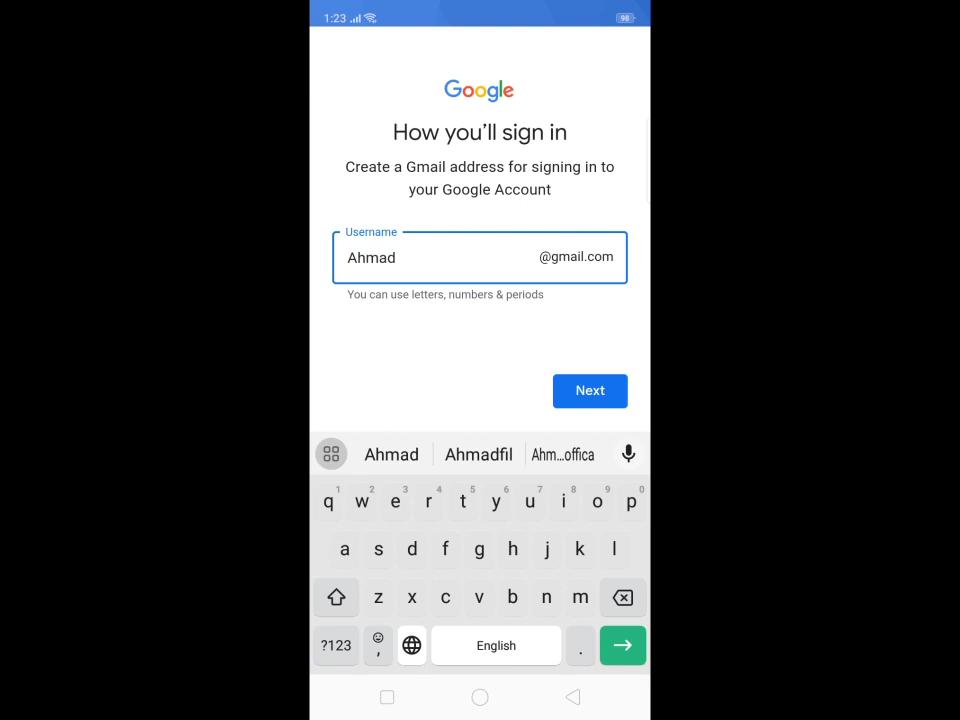 1:23 98
Google
How you'll sign in
Create a Gmail address for signing in to
your Google Account
Username
Ahmad @gmail.com
You can use letters, numbers & periods
Next
Ahmad Ahmadfil Ahm...offica
1 2 3 4 5 6 7 8 9 0
q w e r t y u i o p
a s d f g h j k l
z x c v b n m
?123 , English .